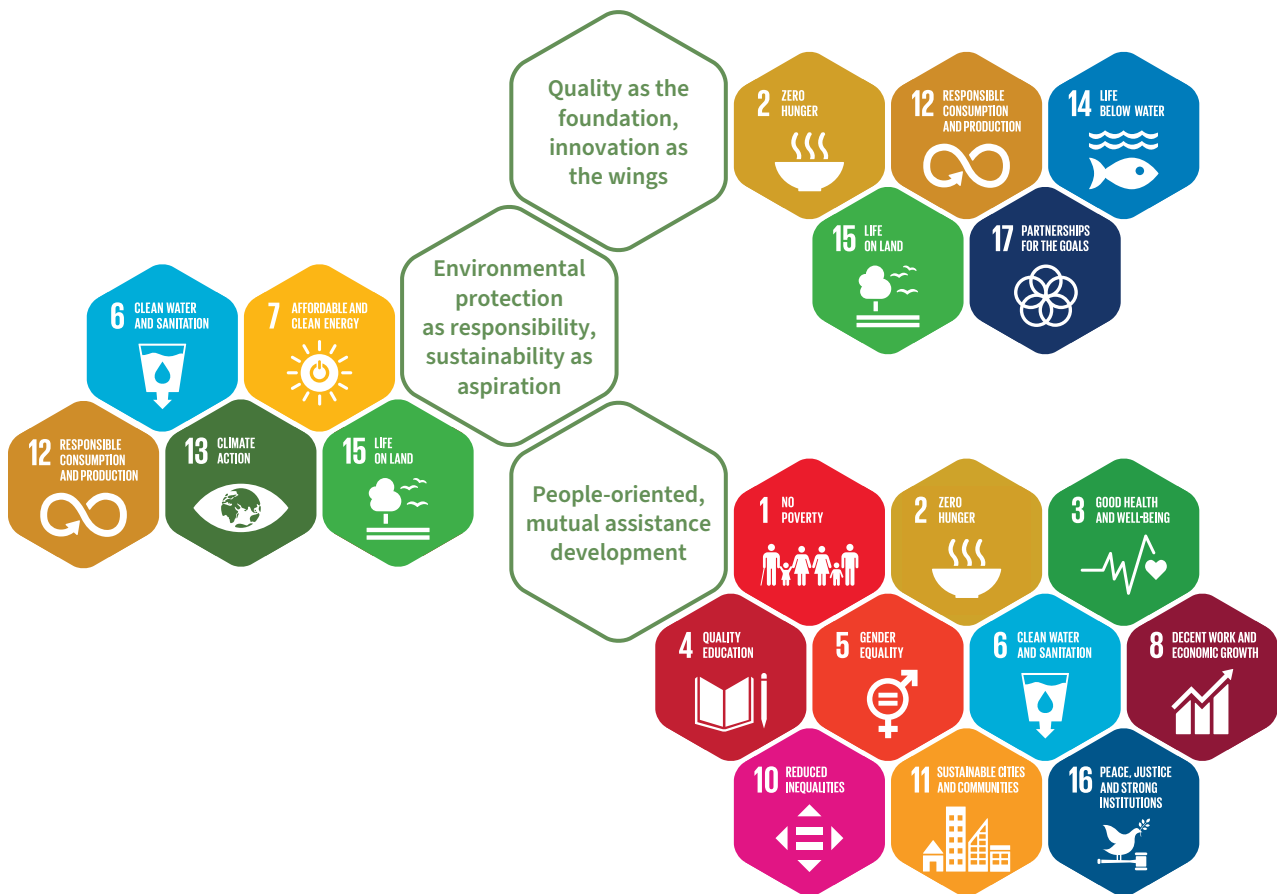 Quality as the
foundation,
innovation as
the wings
2 ZERO
HUNGER
12 RESPONSIBLE
CONSUMPTION
AND PRODUCTION
14 LIFE
BELOW WATER
15 LIFE
ON LAND
17 PARTNERSHIPS
FOR THE GOALS
Environmental
protection
as responsibility,
sustainability as
aspiration
6 CLEAN WATER
AND SANITATION
7 AFFORDABLE AND
CLEAN ENERGY
12 RESPONSIBLE
CONSUMPTION
AND PRODUCTION
13 CLIMATE
ACTION
15 LIFE
ON LAND
People-oriented,
mutual assistance
development
1 NO
POVERTY
2 ZERO
HUNGER
3 GOOD HEALTH
AND WELL-BEING
4 QUALITY
EDUCATION
5 GENDER
EQUALITY
6 CLEAN WATER
AND SANITATION
8 DECENT WORK AND
ECONOMIC GROWTH
10 REDUCED
INEQUALITIES
11 SUSTAINABLE CITIES
AND COMMUNITIES
16 PEACE, JUSTICE
AND STRONG
INSTITUTIONS